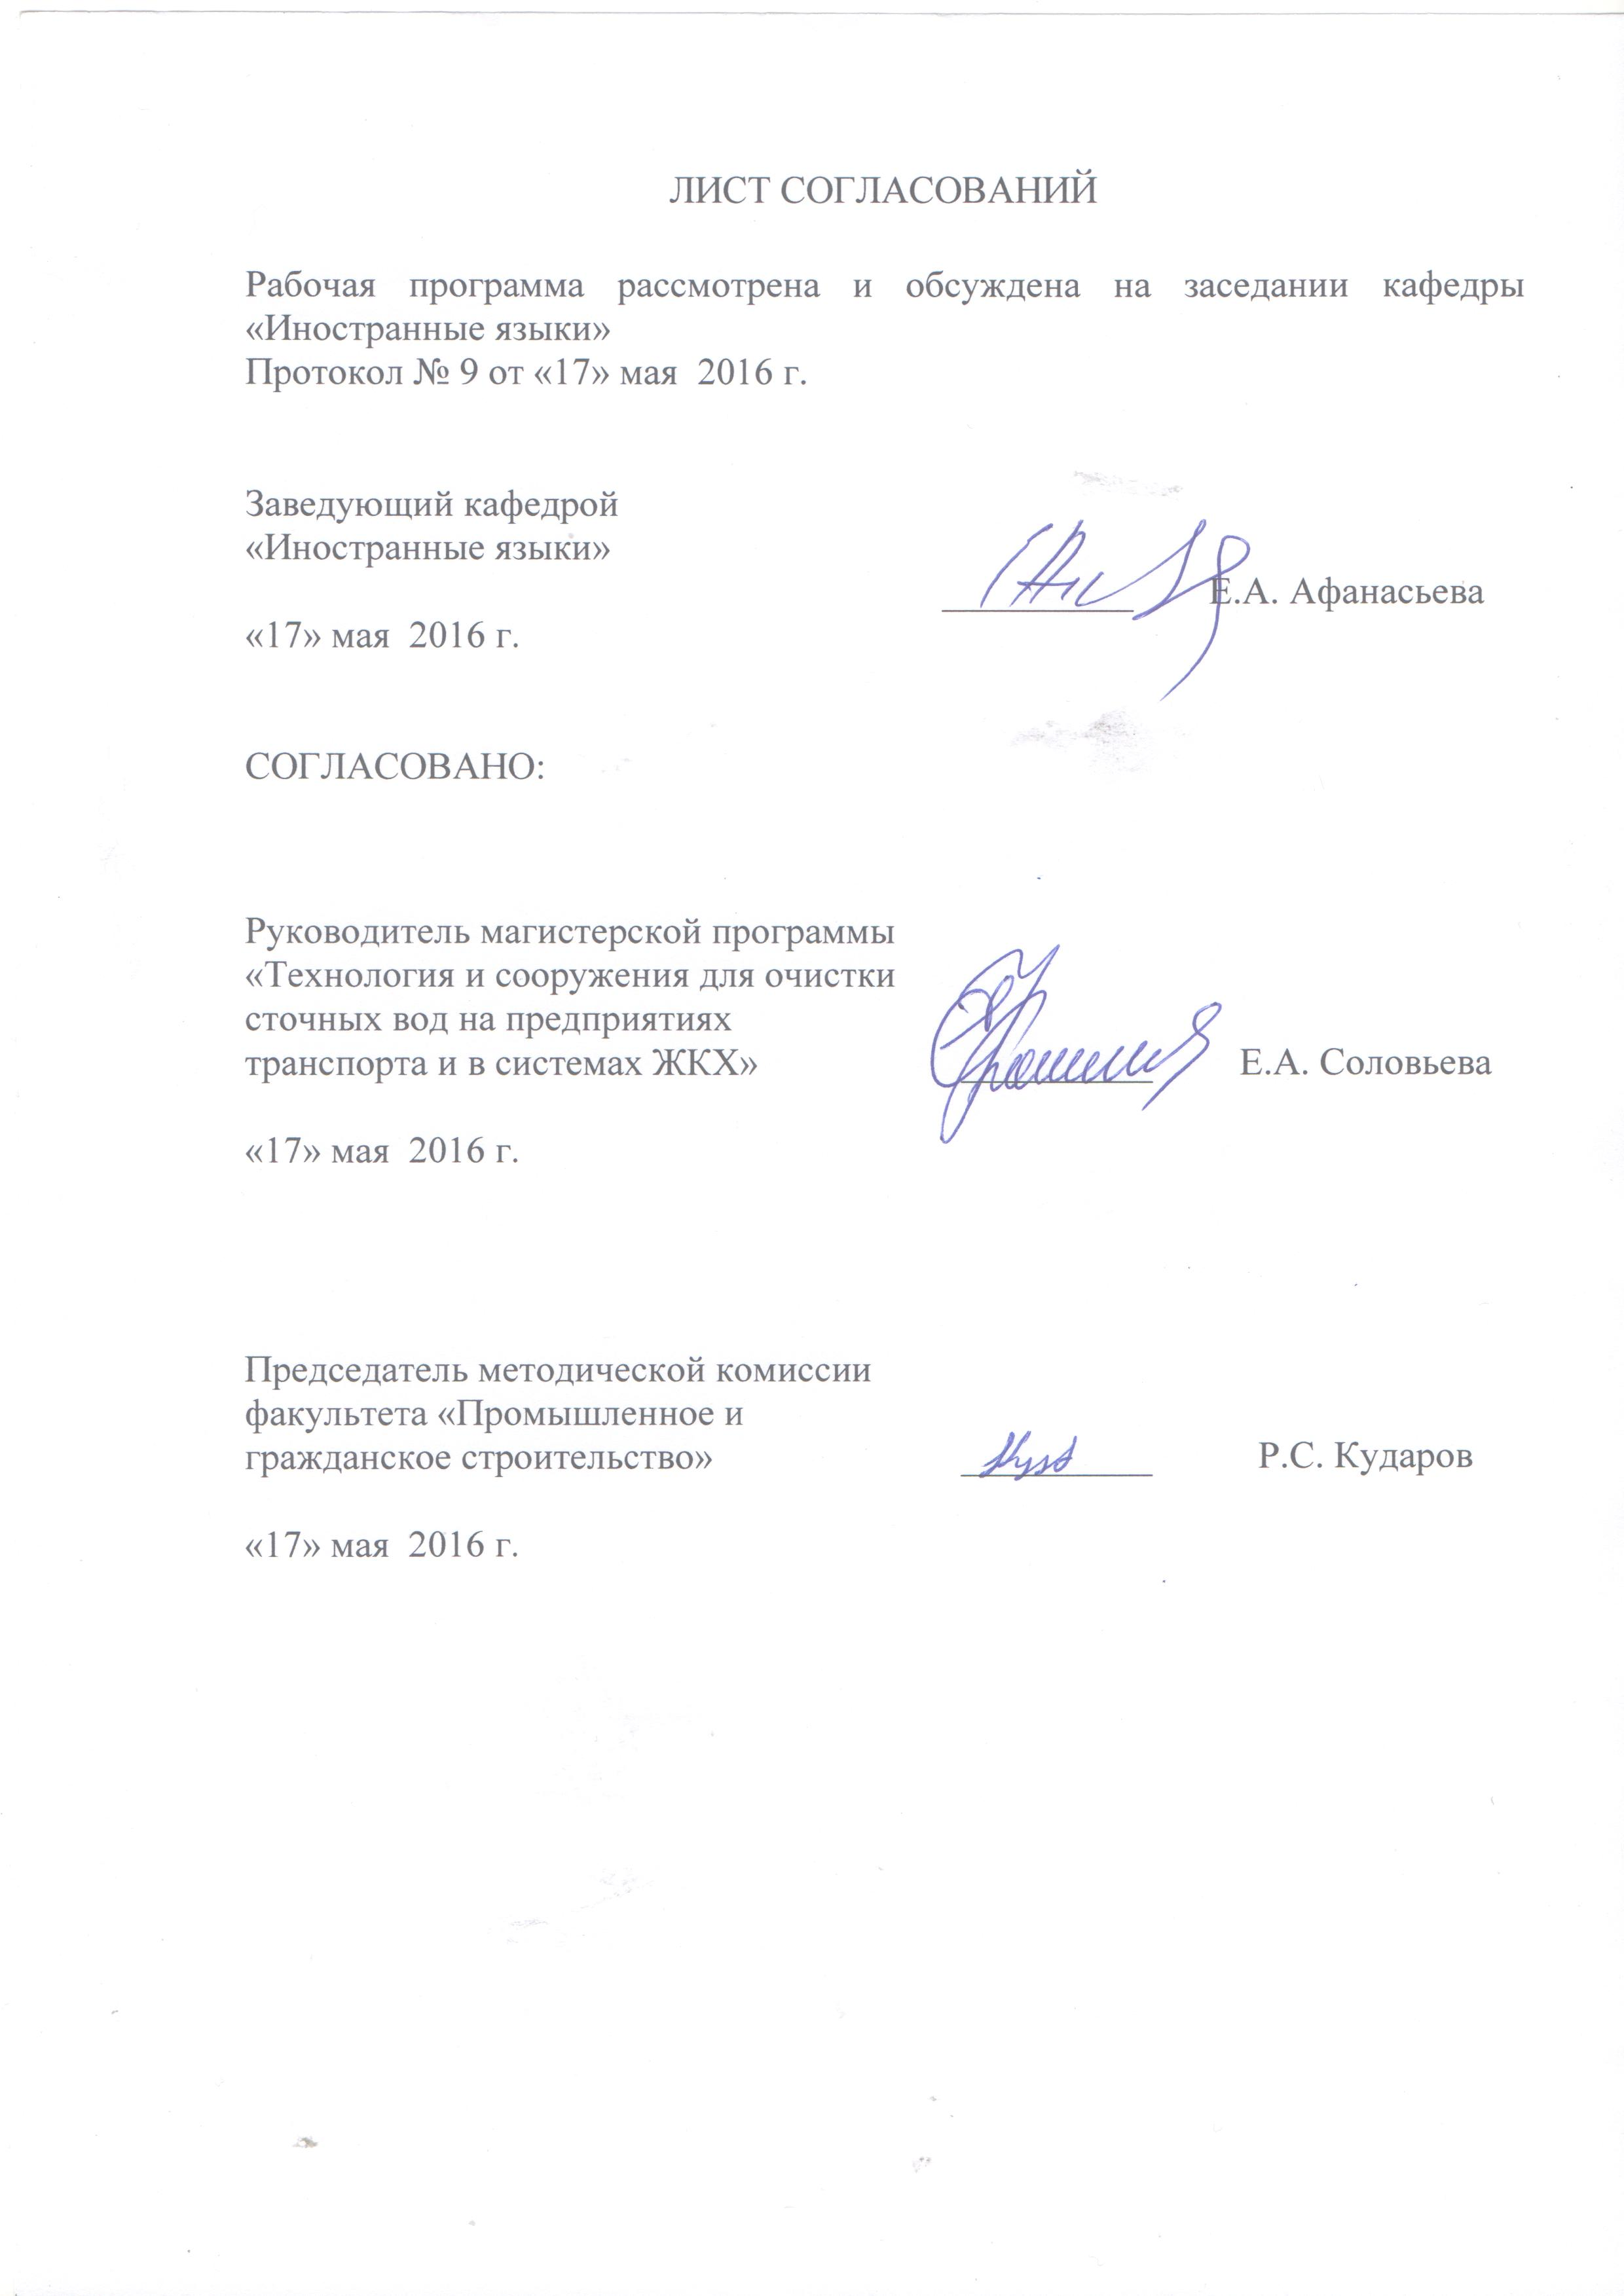 ЛИСТ СОГЛАСОВАНИЙ
Рабочая программа рассмотрена и обсуждена на заседании кафедры
«Иностранные языки»
Протокол № 9 от «17» мая 2016 г.
Заведующий кафедрой
«Иностранные языки»
Е.А. Афанасьева
«17» мая 2016 г.
СОГЛАСОВАНО:
Руководитель магистерской программы
«Технология и сооружения для очистки
сточных вод на предприятиях
транспорта и в системах ЖКХ» Е.А. Соловьева
«17» мая 2016 г.
Председатель методической комиссии
факультета «Промышленное и
гражданское строительство» Р.С. Кударов
«17» мая 2016 г.